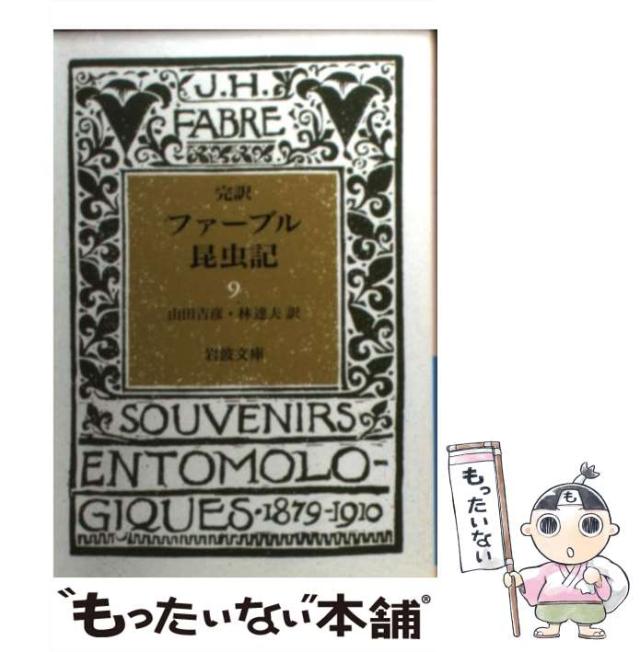 J.H.
FABRE
完訳
ファーブル
昆虫記
9
山田吉彦・林達夫 訳
岩波文庫
SOUVENIRS
ENTOMOLO-
GIQUES・1879-1910
も
もったいない
“もったいない”本舗®